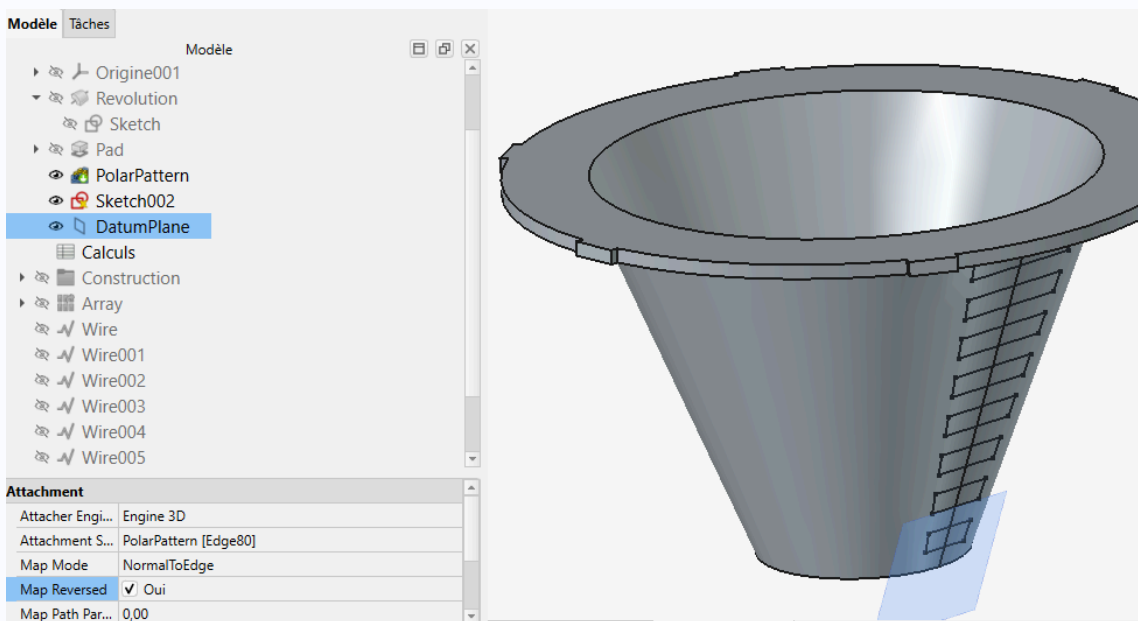 Modèle Tâches
Modèle
Origine001
Revolution
Sketch
Pad
PolarPattern
Sketch002
DatumPlane
Calculs
Construction
Array
Wire
Wire001
Wire002
Wire003
Wire004
Wire005
Attachment
Attacher Engi... Engine 3D
Attachment S... PolarPattern [Edge80]
Map Mode NormalToEdge
Map Reversed Oui
Map Path Par... 0,00